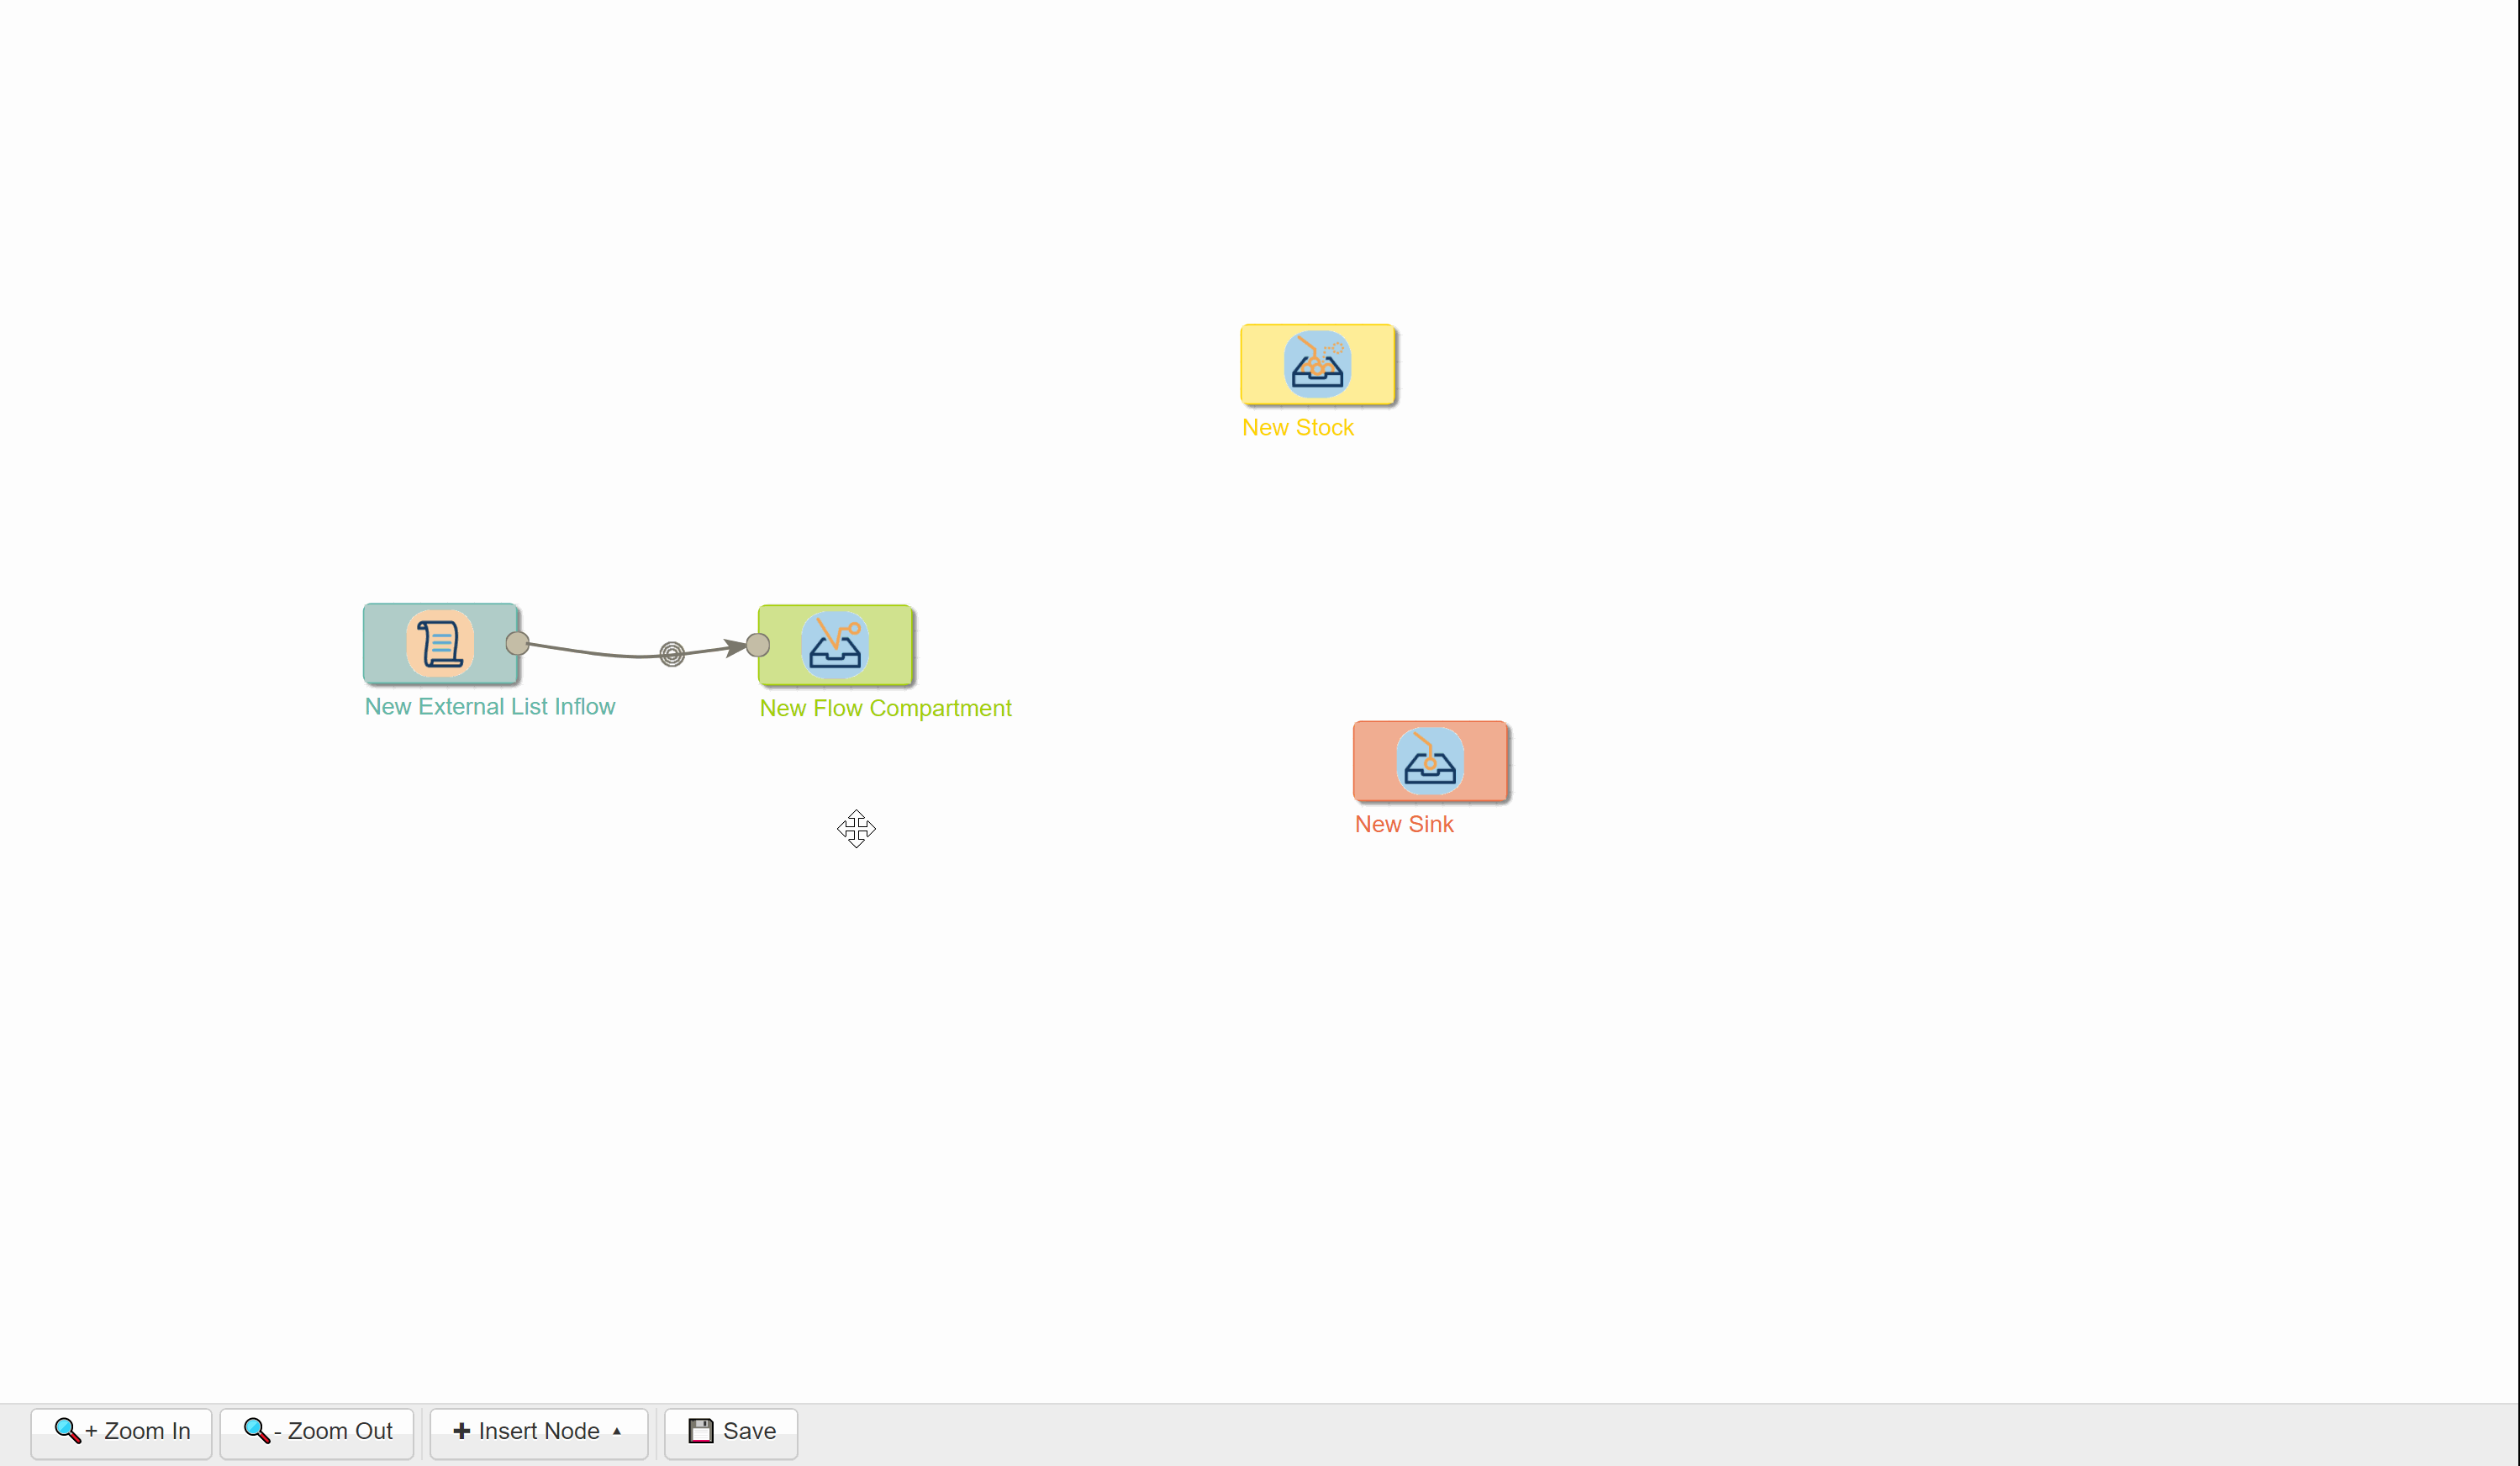 New Stock
New External List Inflow
New Flow Compartment
New Sink
+ Zoom In
- Zoom Out
Insert Node
Save